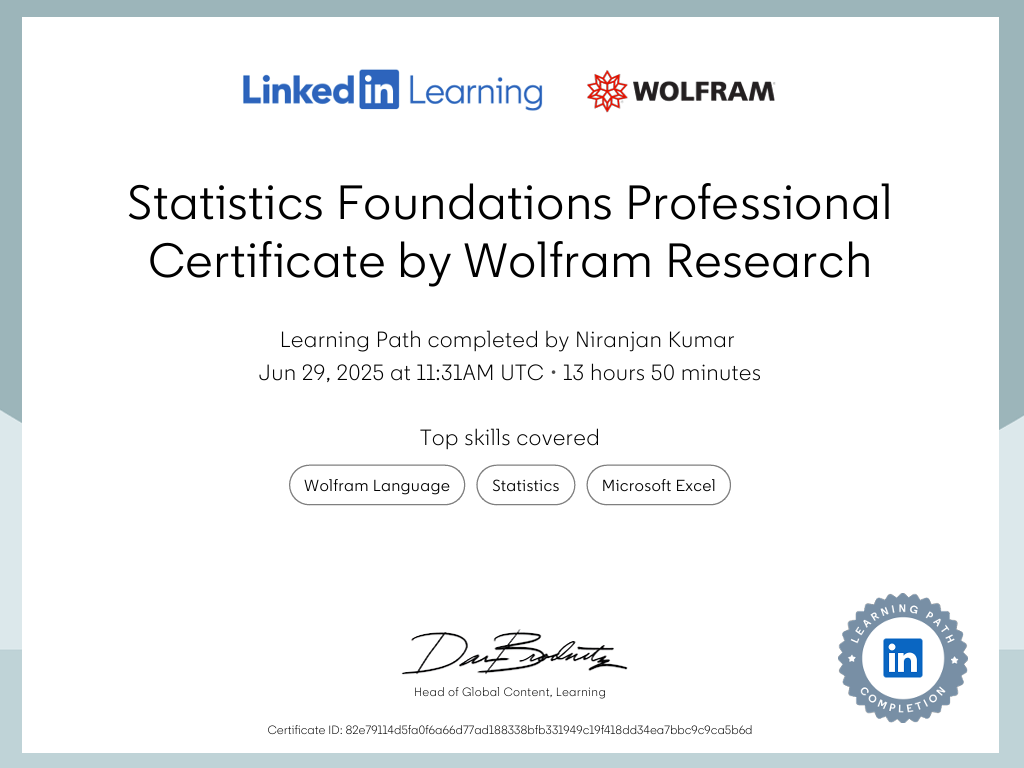 Linked in Learning WOLFRAM
Statistics Foundations Professional
Certificate by Wolfram Research
Learning Path completed by Niranjan Kumar
Jun 29, 2025 at 11:31AM UTC • 13 hours 50 minutes
Top skills covered
Wolfram Language Statistics Microsoft Excel
Head of Global Content, Learning
LEARNING PATH
in
COMPLETION
Certificate ID: 82e79114d5fa0f6a66d77ad188338bfb331949c19f418dd34ea7bbc9c9ca5b6d